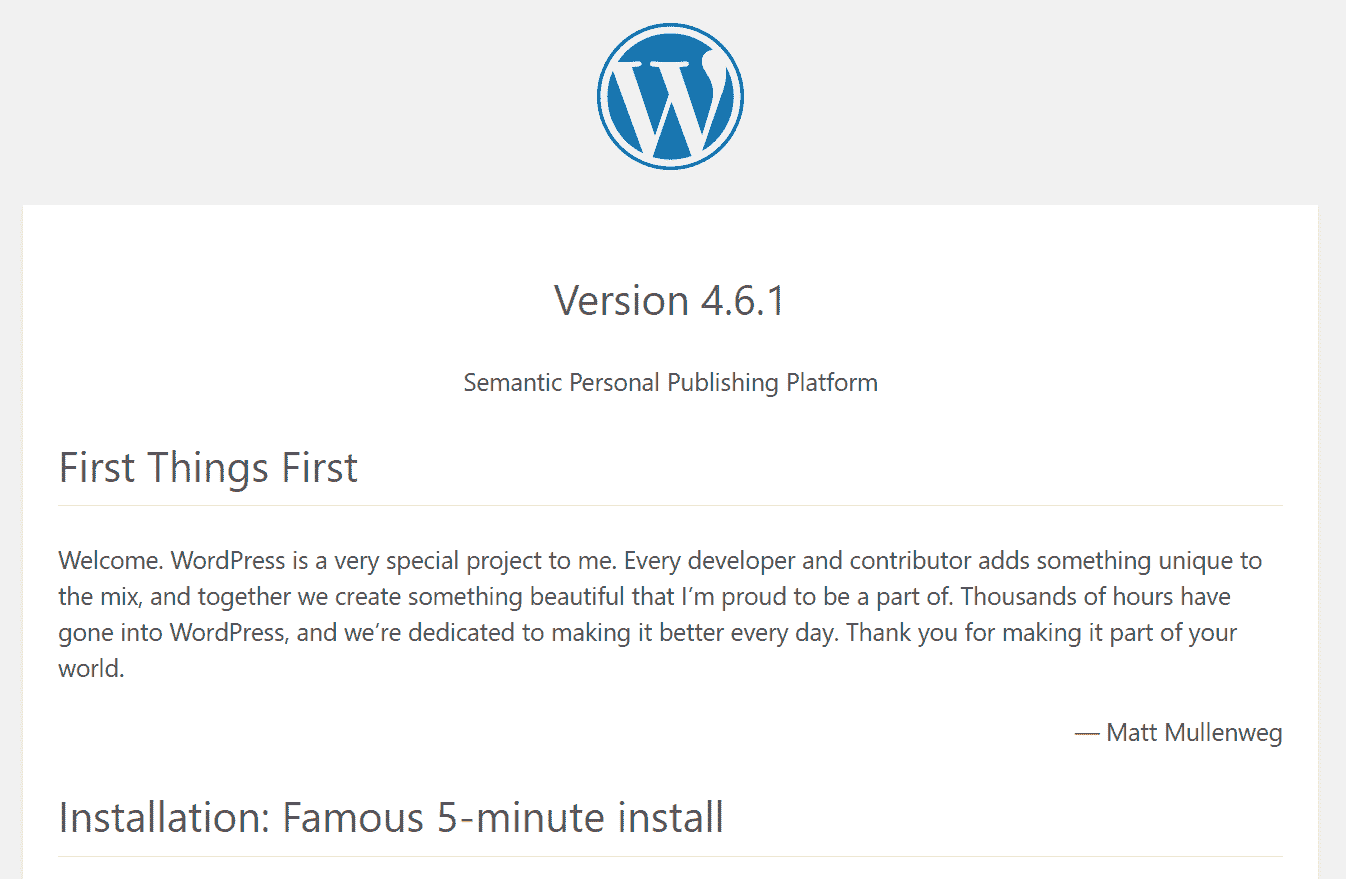 Version 4.6.1
Semantic Personal Publishing Platform
First Things First
Welcome. WordPress is a very special project to me. Every developer and contributor adds something unique to
the mix, and together we create something beautiful that I’m proud to be a part of. Thousands of hours have
gone into WordPress, and we’re dedicated to making it better every day. Thank you for making it part of your
world.
— Matt Mullenweg
Installation: Famous 5-minute install